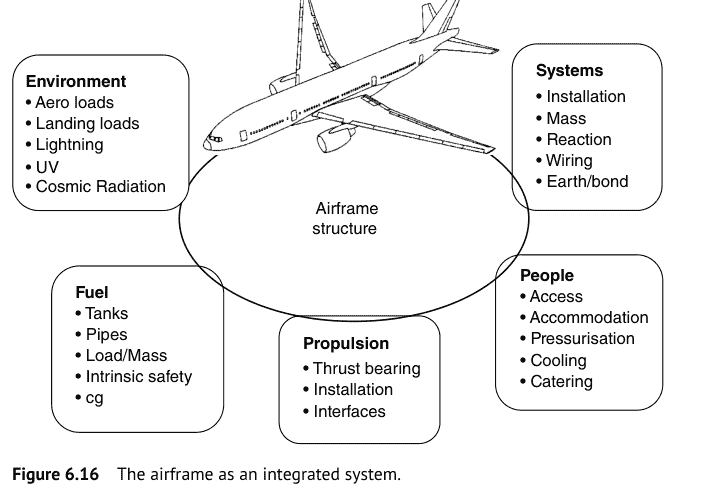 Environment
• Aero loads
• Landing loads
• Lightning
• UV
• Cosmic Radiation
Systems
• Installation
• Mass
• Reaction
• Wiring
• Earth/bond
Airframe
structure
Fuel
• Tanks
• Pipes
• Load/Mass
• Intrinsic safety
• cg
Propulsion
• Thrust bearing
• Installation
• Interfaces
People
• Access
• Accommodation
• Pressurisation
• Cooling
• Catering
Figure 6.16 The airframe as an integrated system.